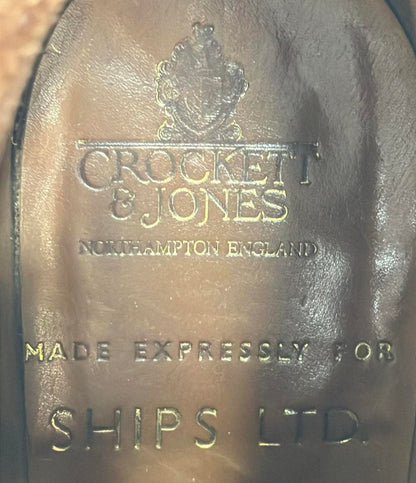 CROCKETT
& JONES
NORTHAMPTON ENGLAND
MADE EXPRESSLY FOR
SHIPS LTD.